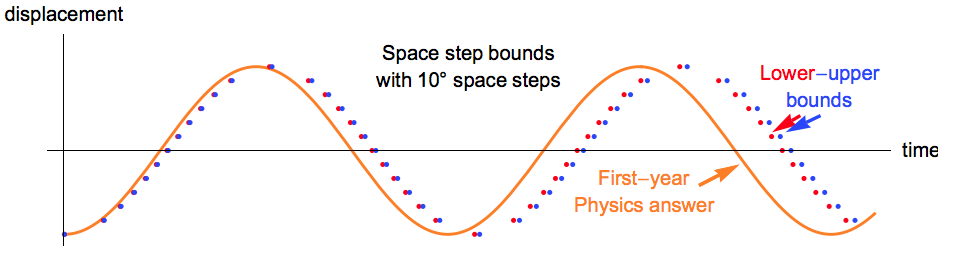 displacement
Space step bounds
with 10° space steps
Lower–upper
bounds
time
First–year
Physics answer